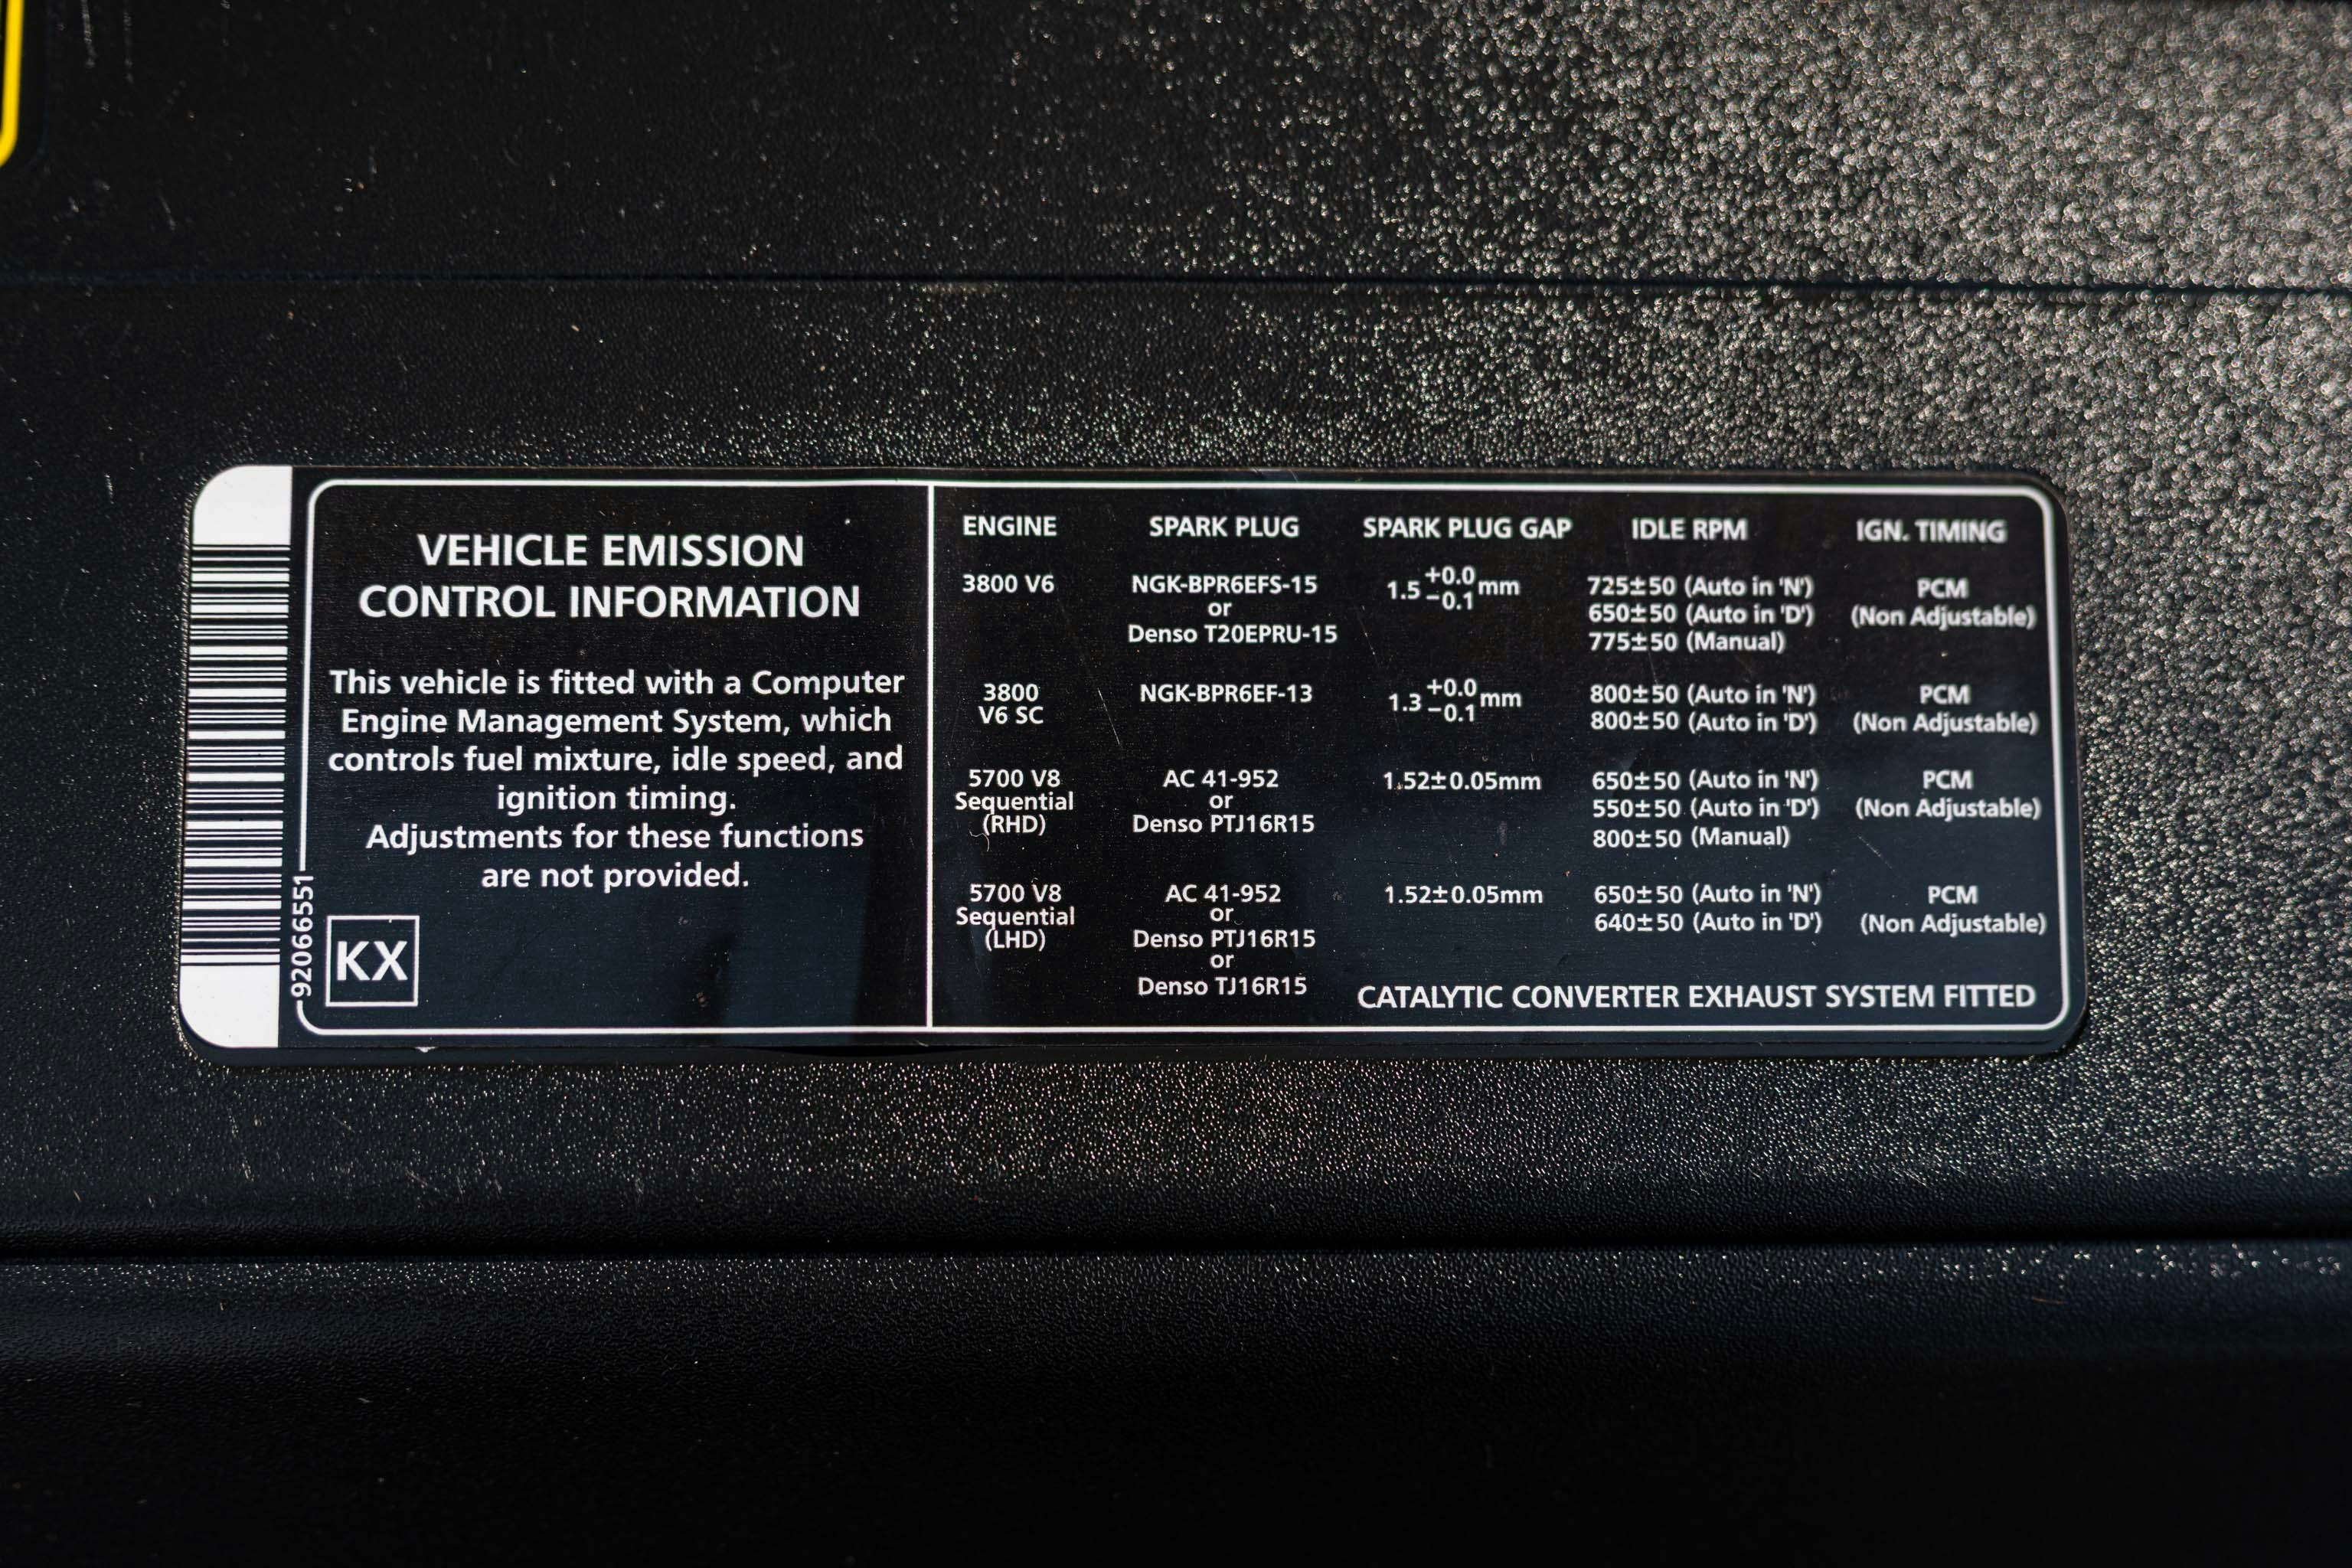 VEHICLE EMISSION
CONTROL INFORMATION
This vehicle is fitted with a Computer
Engine Management System, which
controls fuel mixture, idle speed, and
ignition timing.
Adjustments for these functions
are not provided.
KX
92066551
ENGINE SPARK PLUG SPARK PLUG GAP IDLE RPM IGN. TIMING
3800 V6 NGK-BPR6EFS-15 1.5 +0.0 −0.1 mm 725±50 (Auto in 'N') PCM
or 650±50 (Auto in 'D') (Non Adjustable)
Denso T20EPRU-15 775±50 (Manual)
3800 NGK-BPR6EF-13 1.3 +0.0 −0.1 mm 800±50 (Auto in 'N') PCM
V6 SC 800±50 (Auto in 'D') (Non Adjustable)
5700 V8 AC 41-952 1.52±0.05mm 650±50 (Auto in 'N') PCM
Sequential or 550±50 (Auto in 'D') (Non Adjustable)
(RHD) Denso PTJ16R15 800±50 (Manual)
5700 V8 AC 41-952 1.52±0.05mm 650±50 (Auto in 'N') PCM
Sequential or 640±50 (Auto in 'D') (Non Adjustable)
(LHD) Denso PTJ16R15
or
Denso TJ16R15
CATALYTIC CONVERTER EXHAUST SYSTEM FITTED